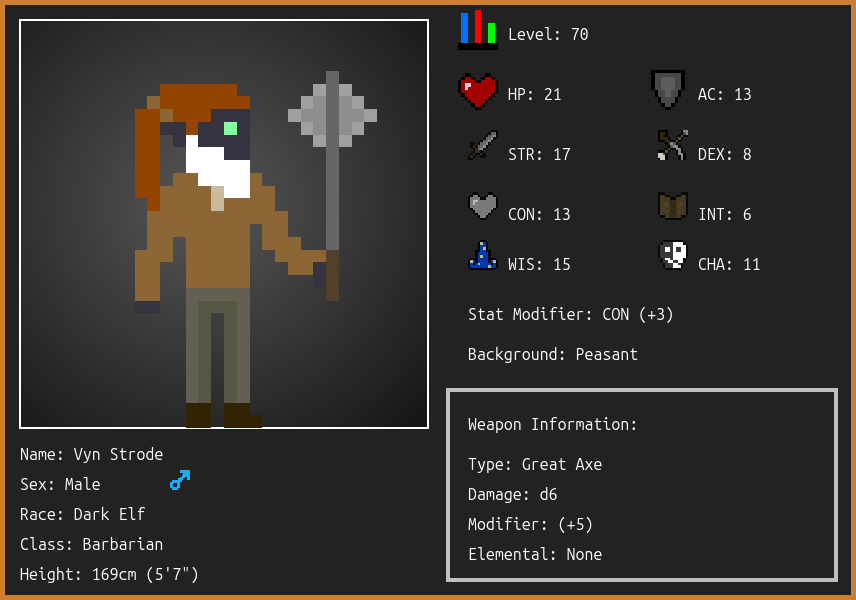 Level: 70
HP: 21
AC: 13
STR: 17
DEX: 8
CON: 13
INT: 6
WIS: 15
CHA: 11
Stat Modifier: CON (+3)
Background: Peasant
Weapon Information:
Type: Great Axe
Damage: d6
Modifier: (+5)
Elemental: None
Name: Vyn Strode
Sex: Male
Race: Dark Elf
Class: Barbarian
Height: 169cm (5'7")